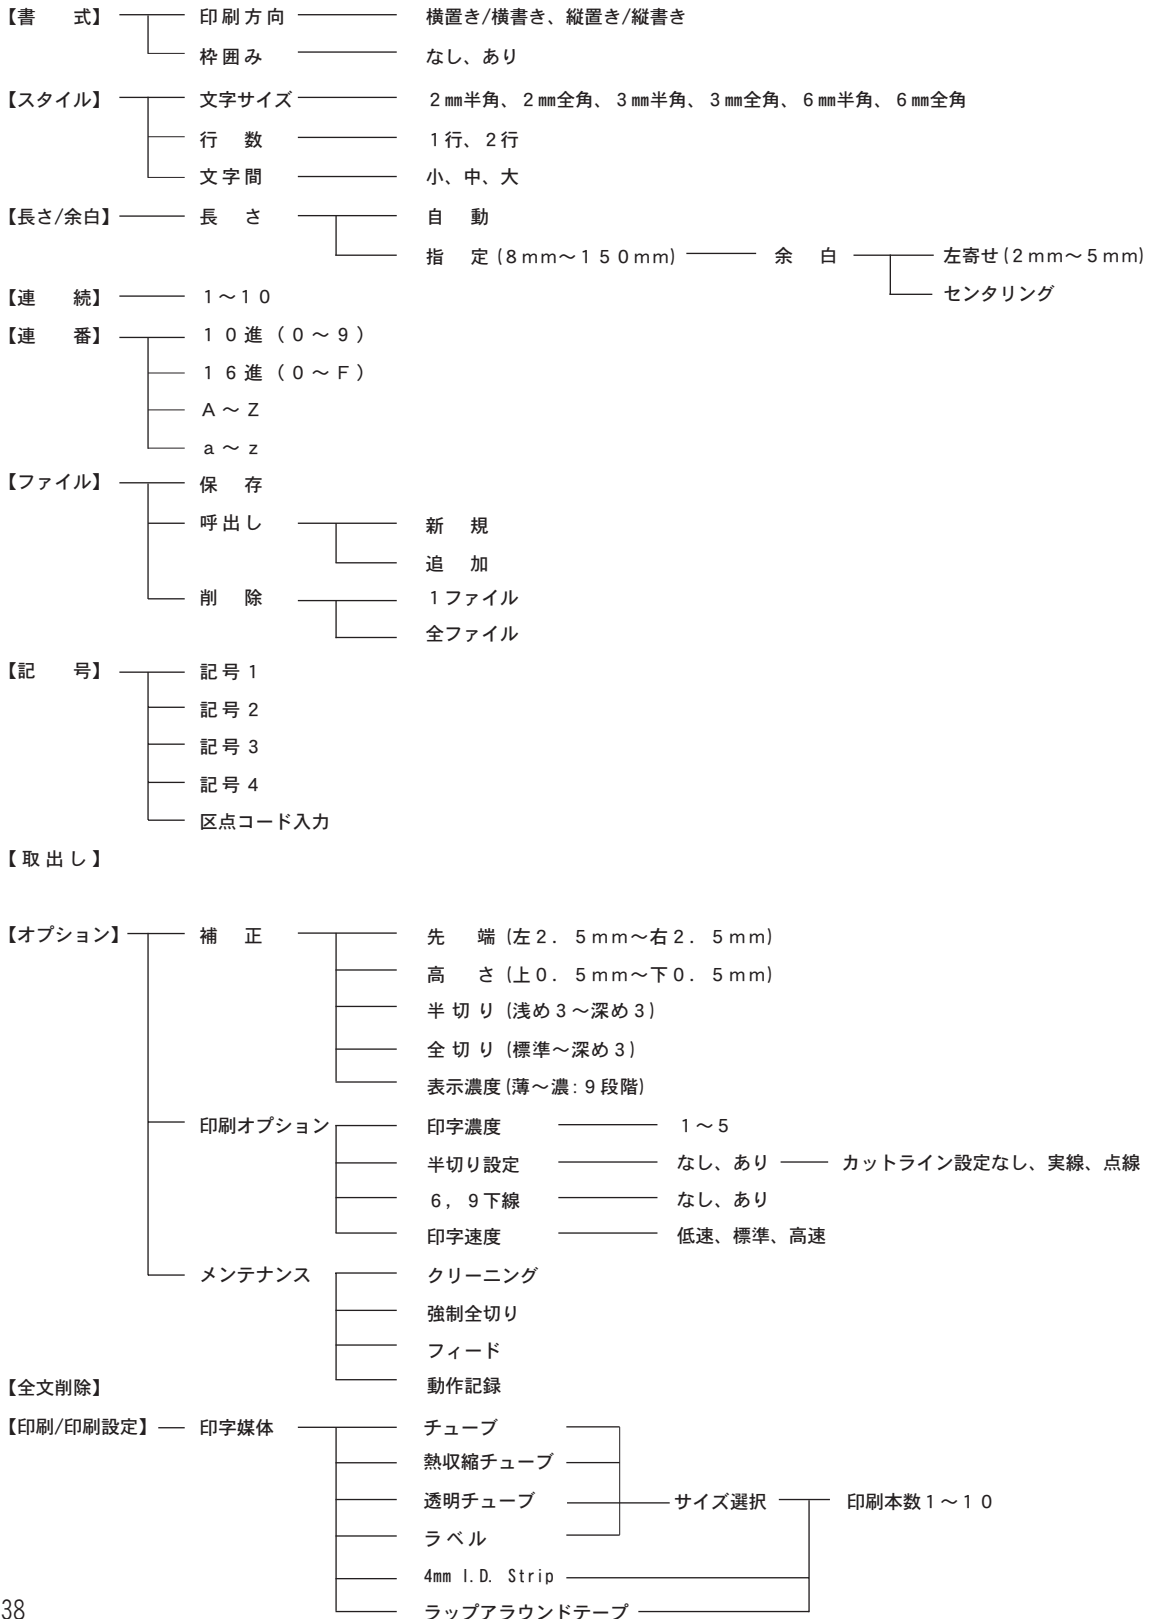 【書　式】 印刷方向 横置き/横書き、縦置き/縦書き
枠囲み なし、あり
【スタイル】 文字サイズ 2㎜半角、2㎜全角、3㎜半角、3㎜全角、6㎜半角、6㎜全角
行　数 1行、2行
文字間 小、中、大
【長さ/余白】 長　さ 自　動
指　定(8mm～150mm) 余　白 左寄せ(2mm～5mm)
センタリング
【連　続】 1～10
【連　番】 10進(0～9)
16進(0～F)
A～Z
a～z
【ファイル】 保　存
呼出し 新　規
追　加
削　除 1ファイル
全ファイル
【記　号】 記号1
記号2
記号3
記号4
区点コード入力
【取出し】
【オプション】 補　正 先　端(左2．5mm～右2．5mm)
高　さ(上0．5mm～下0．5mm)
半切り(浅め3～深め3)
全切り(標準～深め3)
表示濃度(薄～濃:9段階)
印刷オプション 印字濃度 1～5
半切り設定 なし、あり カットライン設定なし、実線、点線
6，9下線 なし、あり
印字速度 低速、標準、高速
メンテナンス クリーニング
強制全切り
フィード
動作記録
【全文削除】
【印刷/印刷設定】 印字媒体 チューブ
熱収縮チューブ
透明チューブ サイズ選択 印刷本数1～10
ラベル
4mm I.D. Strip
ラップアラウンドテープ
38